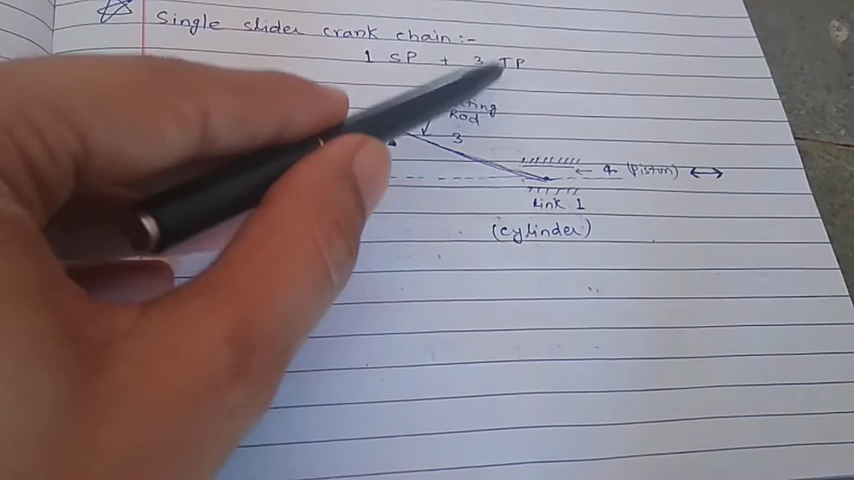 Single slider crank chain :-
1 SP + 3 TP
Rod
3
4 (Piston)
Link 1
(cylinder)